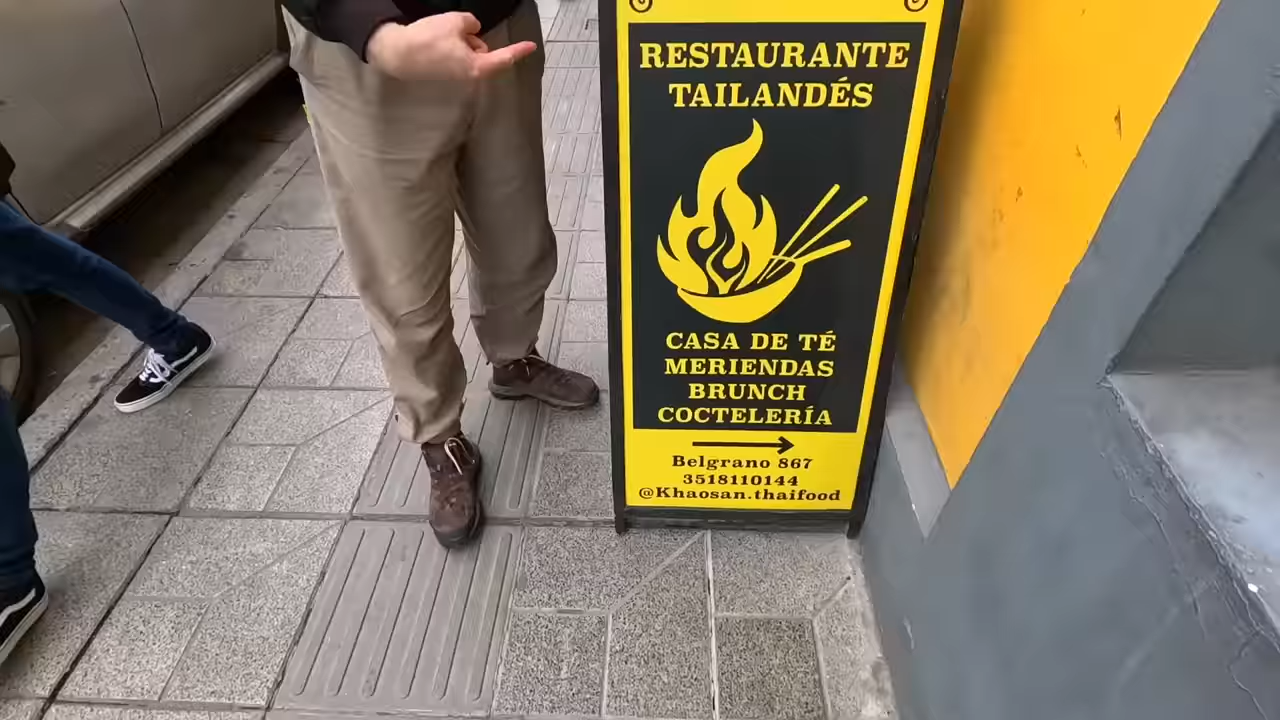 RESTAURANTE
TAILANDÉS
CASA DE TÉ
MERIENDAS
BRUNCH
COCTELERÍA
Belgrano 867
3518110144
@Khaosan.thaifood